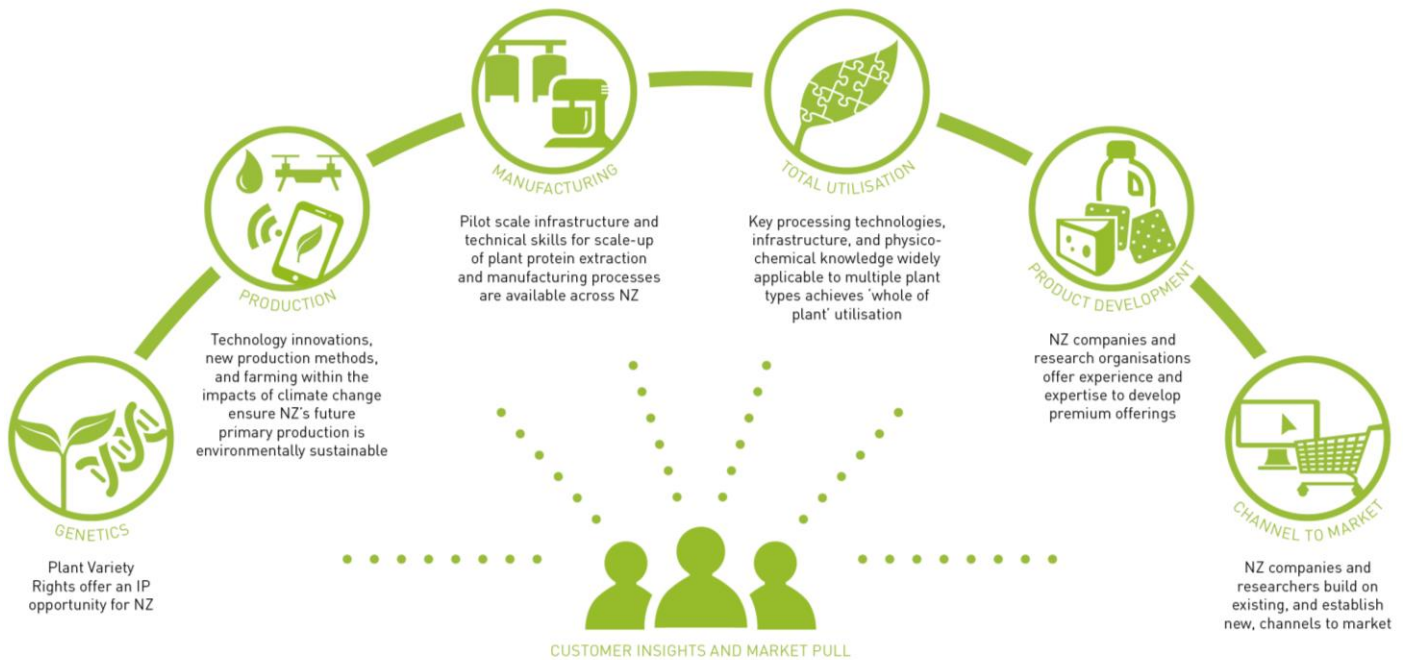 GENETICS
Plant Variety
Rights offer an IP
opportunity for NZ
PRODUCTION
Technology innovations,
new production methods,
and farming within the
impacts of climate change
ensure NZ's future
primary production is
environmentally sustainable
MANUFACTURING
Pilot scale infrastructure and
technical skills for scale-up
of plant protein extraction
and manufacturing processes
are available across NZ
TOTAL UTILISATION
Key processing technologies,
infrastructure, and physico-
chemical knowledge widely
applicable to multiple plant
types achieves 'whole of
plant' utilisation
PRODUCT DEVELOPMENT
NZ companies and
research organisations
offer experience and
expertise to develop
premium offerings
CHANNEL TO MARKET
NZ companies and
researchers build on
existing, and establish
new, channels to market
CUSTOMER INSIGHTS AND MARKET PULL